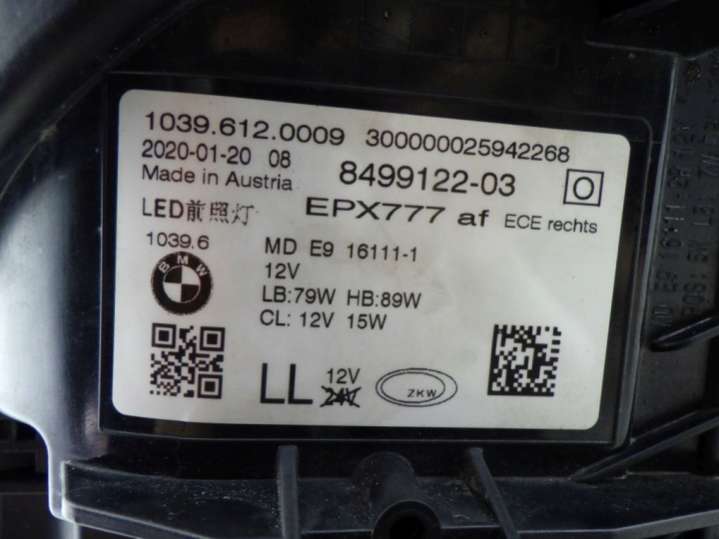 1039.612.0009 300000025942268
2020-01-20 08
8499122-03 O
Made in Austria
LED前照灯 EPX777 af ECE rechts
1039.6
MD E9 16111-1
BMW
12V
LB:79W HB:89W
CL: 12V 15W
LL 12V
24V
ZKW